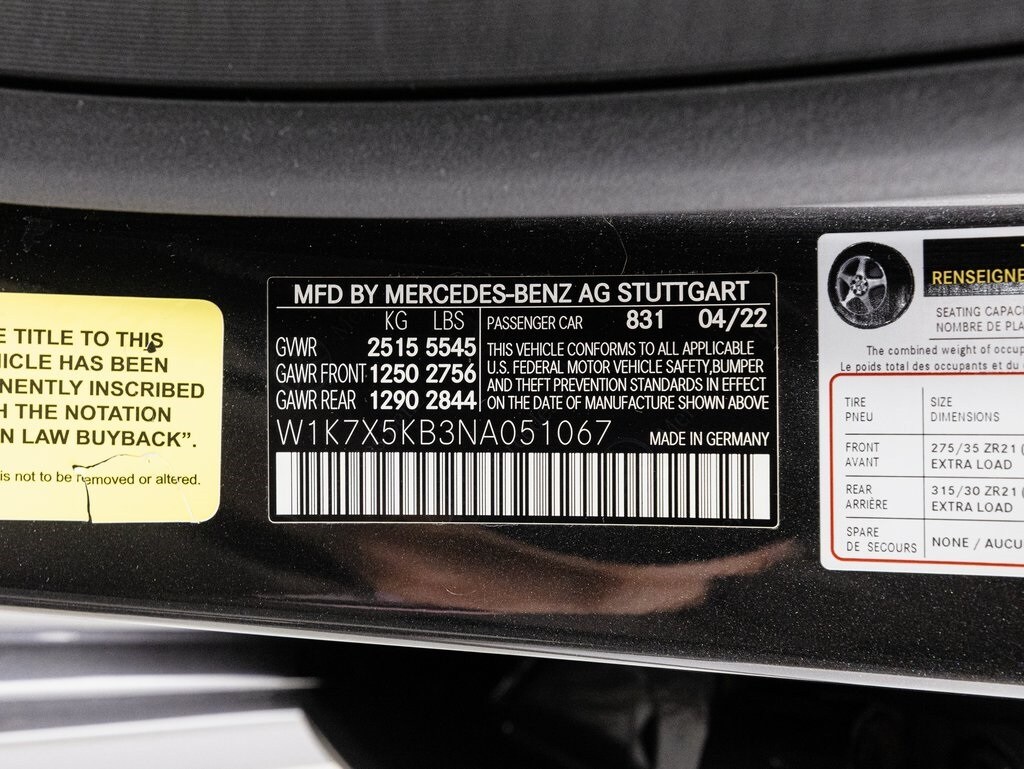 E TITLE TO THIS
HICLE HAS BEEN
NENTLY INSCRIBED
H THE NOTATION
N LAW BUYBACK”.
is not to be removed or altered.
MFD BY MERCEDES-BENZ AG STUTTGART
KG LBS
GVWR 2515 5545
GAWR FRONT 1250 2756
GAWR REAR 1290 2844
PASSENGER CAR 831 04/22
THIS VEHICLE CONFORMS TO ALL APPLICABLE
U.S. FEDERAL MOTOR VEHICLE SAFETY,BUMPER
AND THEFT PREVENTION STANDARDS IN EFFECT
ON THE DATE OF MANUFACTURE SHOWN ABOVE
W1K7X5KB3NA051067 MADE IN GERMANY
RENSEIGNE
SEATING CAPACI
NOMBRE DE PLA
The combined weight of occup
Le poids total des occupants et du
TIRE SIZE
PNEU DIMENSIONS
FRONT 275/35 ZR21 (
AVANT EXTRA LOAD
REAR 315/30 ZR21 (
ARRIÈRE EXTRA LOAD
SPARE
DE SECOURS NONE / AUCU